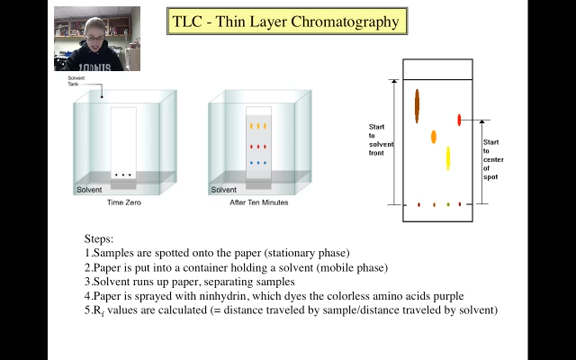 TLC - Thin Layer Chromatography
Solvent
Tank
Solvent
Time Zero
Solvent
After Ten Minutes
Start
to
solvent
front
Start
to
center
of
spot
Steps:
1.Samples are spotted onto the paper (stationary phase)
2.Paper is put into a container holding a solvent (mobile phase)
3.Solvent runs up paper, separating samples
4.Paper is sprayed with ninhydrin, which dyes the colorless amino acids purple
5.Rf values are calculated (= distance traveled by sample/distance traveled by solvent)